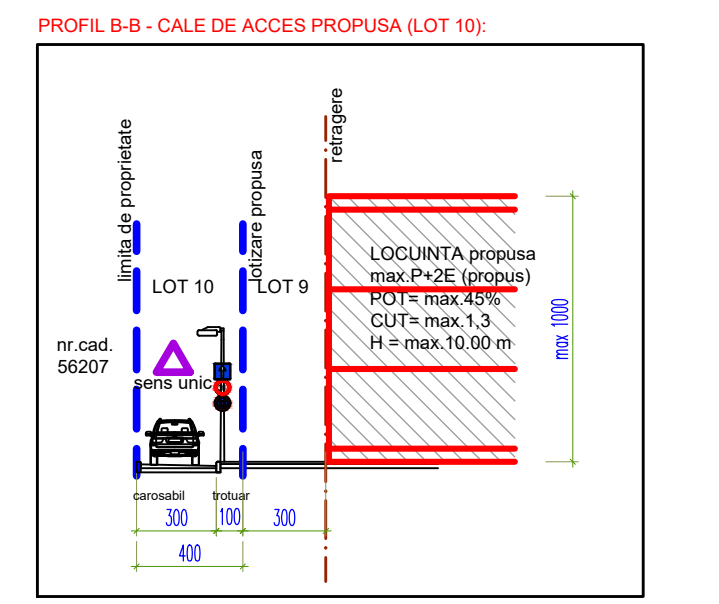 PROFIL B-B - CALE DE ACCES PROPUSA (LOT 10):
limita de proprietate
lotizare propusa
retragere
LOT 10
LOT 9
LOCUINTA propusa
max.P+2E (propus)
POT= max.45%
CUT= max.1,3
H = max.10.00 m
max 1000
nr.cad.
56207
sens unic
carosabil
trotuar
300
100
300
400